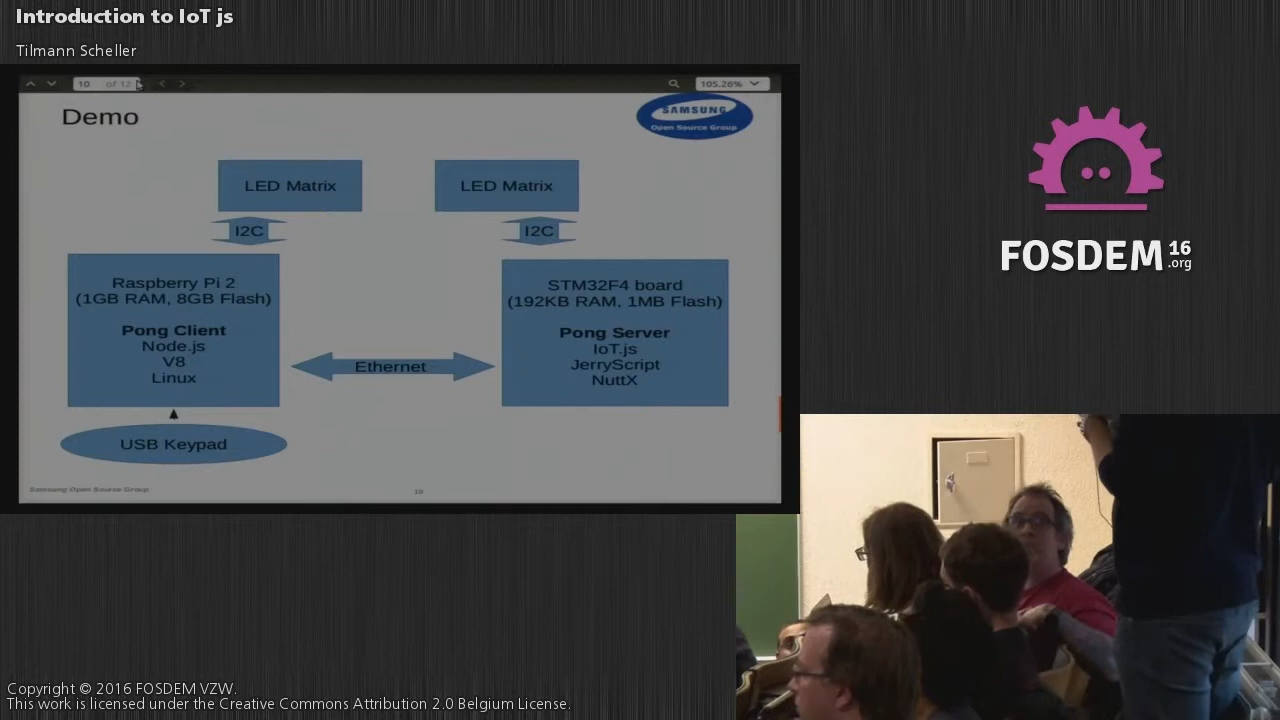 Introduction to IoT js
Tilmann Scheller
10 of 12
105.26%
Demo
SAMSUNG
Open Source Group
LED Matrix
LED Matrix
I2C
I2C
Raspberry Pi 2
(1GB RAM, 8GB Flash)
Pong Client
Node.js
V8
Linux
STM32F4 board
(192KB RAM, 1MB Flash)
Pong Server
IoT.js
JerryScript
NuttX
Ethernet
USB Keypad
Samsung Open Source Group
10
FOSDEM 16
.org
Copyright © 2016 FOSDEM VZW.
This work is licensed under the Creative Commons Attribution 2.0 Belgium License.